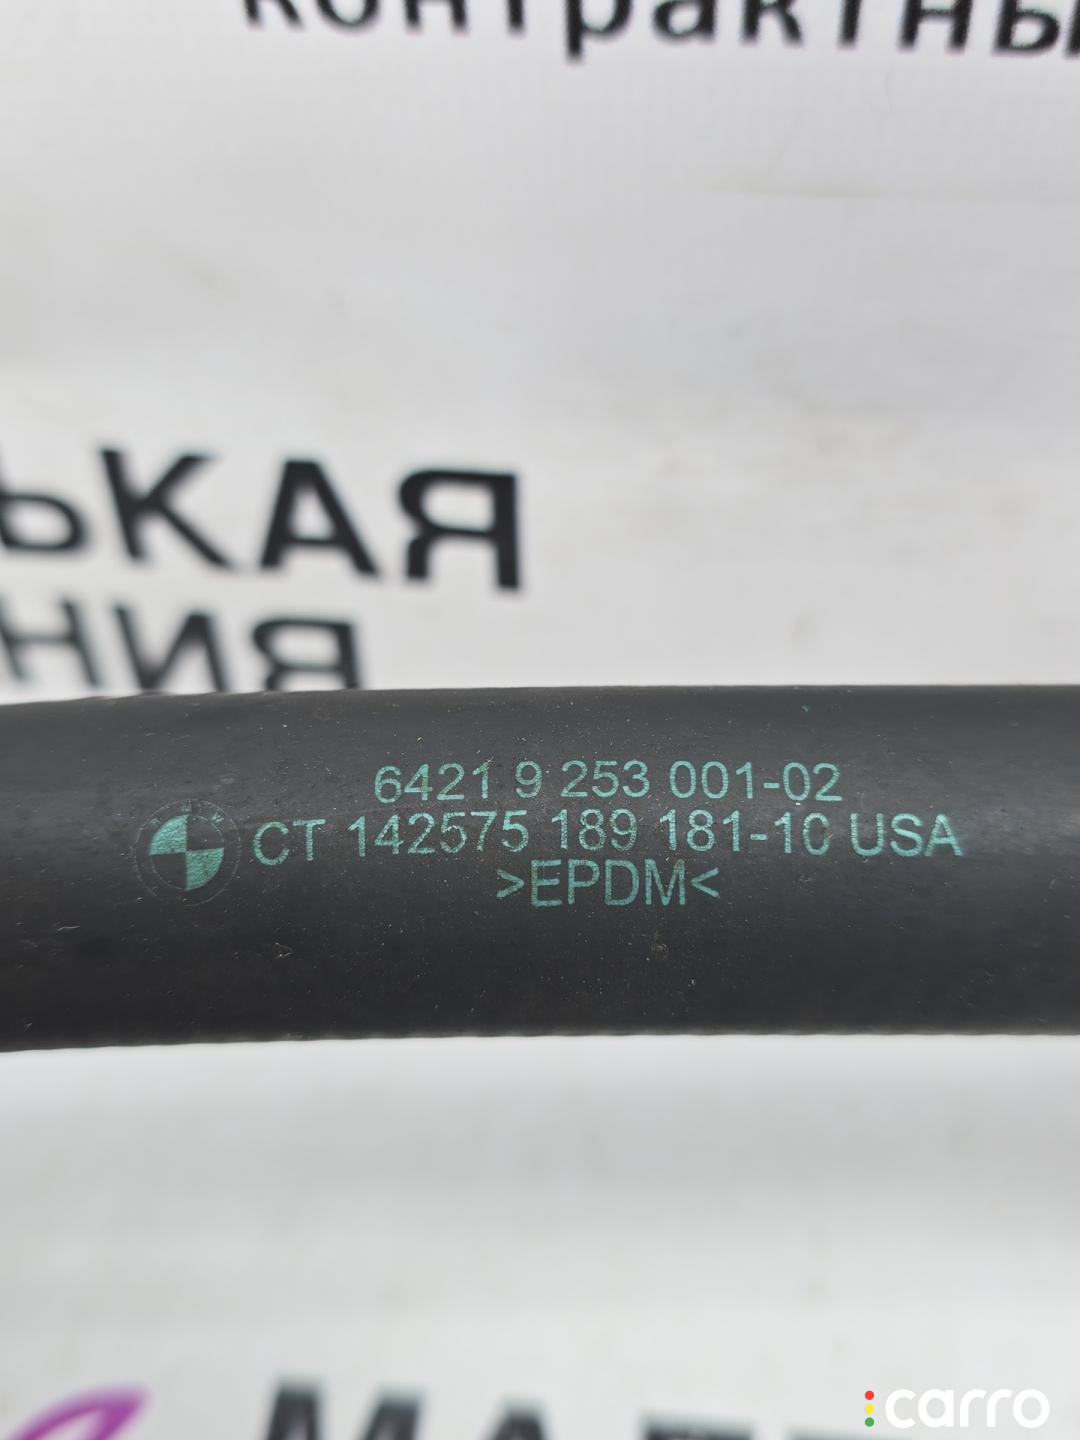 контрактны
ЬКАЯ
НИЯ
6421 9 253 001-02
CT 142575 189 181-10 USA
>EPDM<
carro